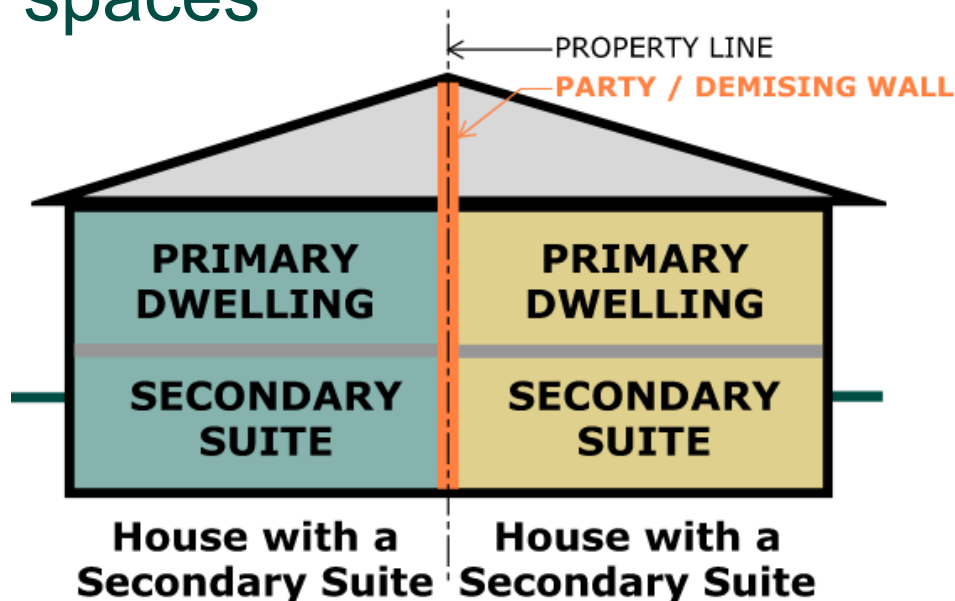 spaces
PROPERTY LINE
PARTY / DEMISING WALL
PRIMARY
DWELLING
PRIMARY
DWELLING
SECONDARY
SUITE
SECONDARY
SUITE
House with a
Secondary Suite
House with a
Secondary Suite